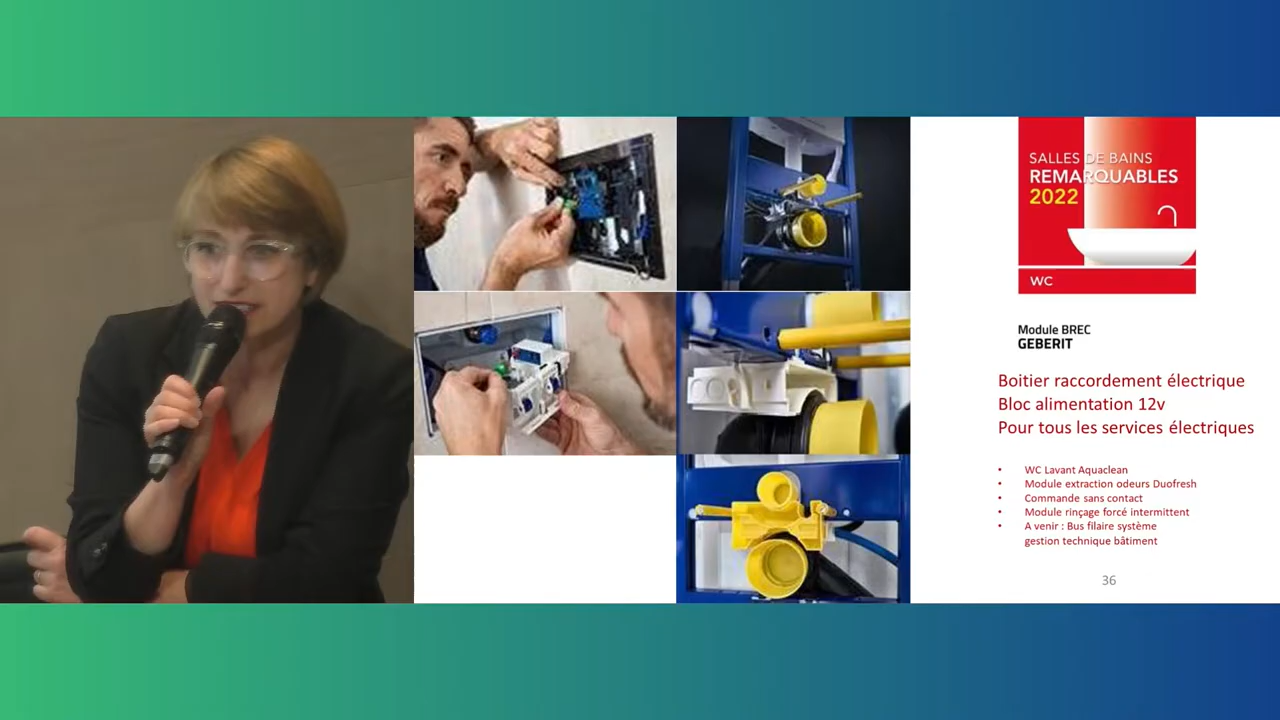 SALLES DE BAINS
REMARQUABLES
2022
WC
Module BREC
GEBERIT
Boitier raccordement électrique
Bloc alimentation 12v
Pour tous les services électriques
• WC Lavant Aquaclean
• Module extraction odeurs Duofresh
• Commande sans contact
• Module rinçage forcé intermittent
• A venir : Bus filaire système
gestion technique bâtiment
36